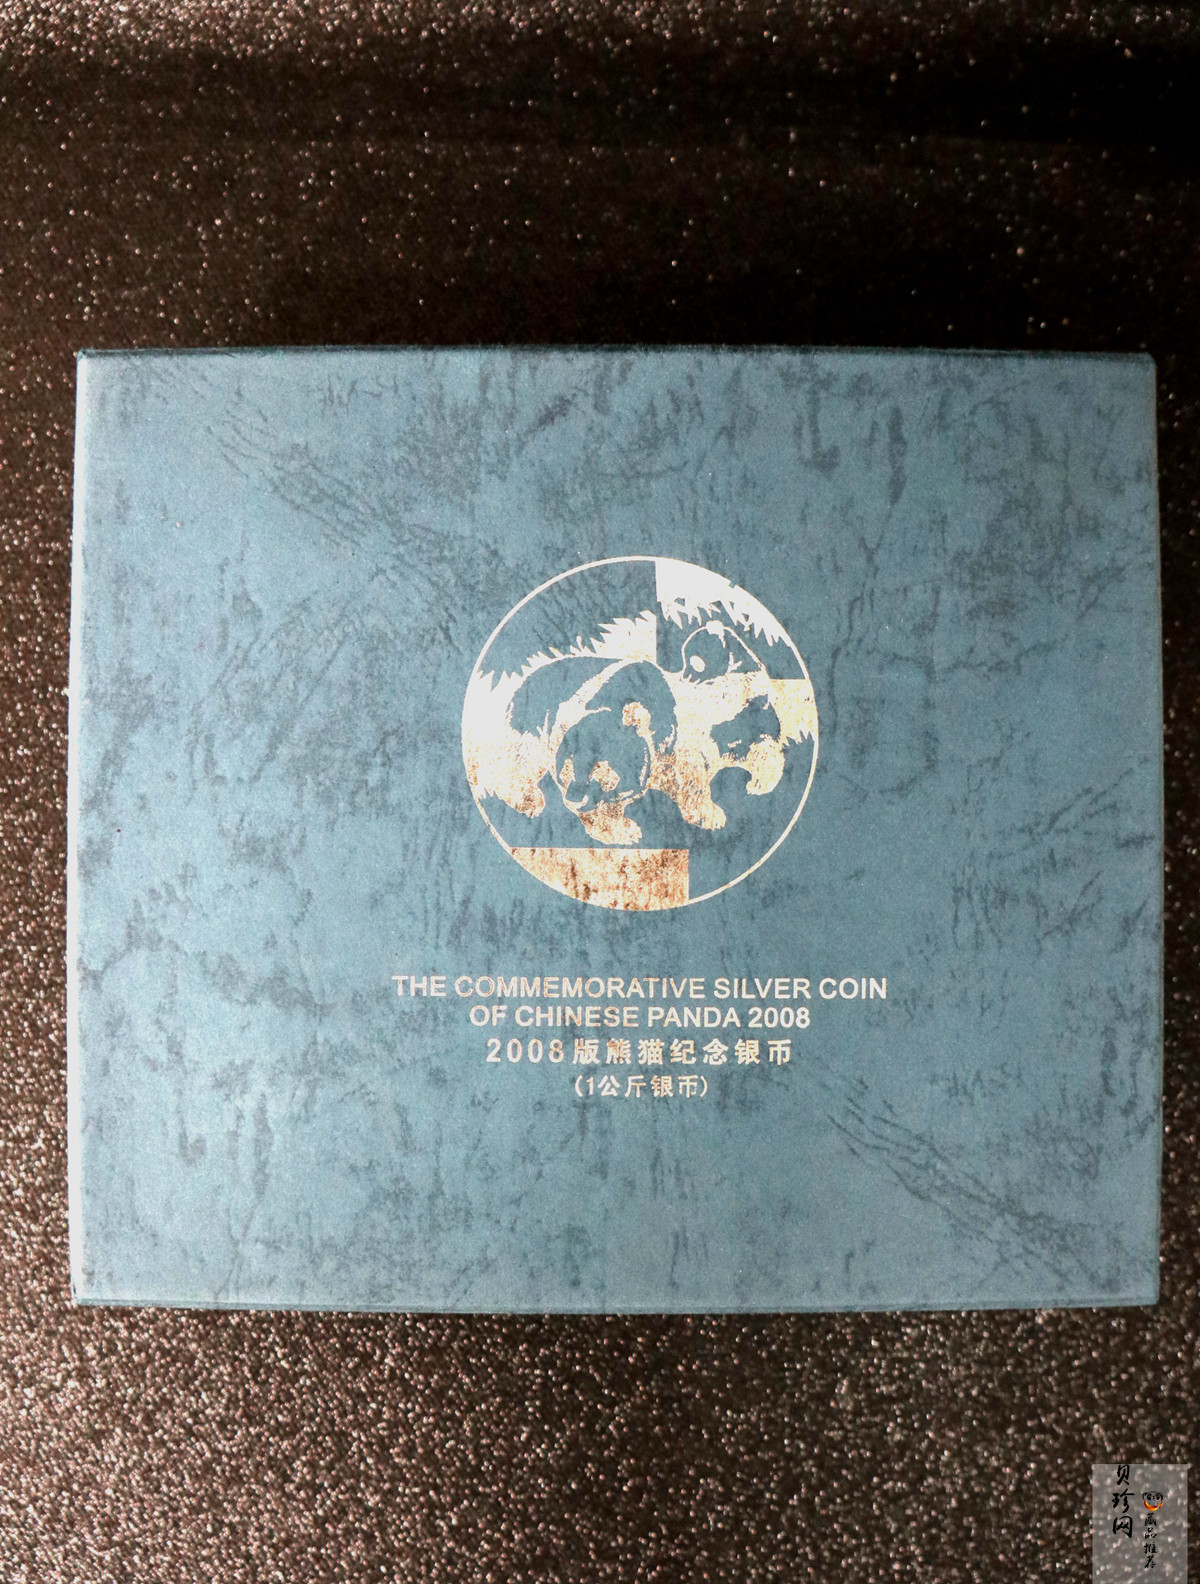 THE COMMEMORATIVE SILVER COIN
OF CHINESE PANDA 2008
2008版熊猫纪念银币
(1公斤银币)
贝珍网
藏品推荐